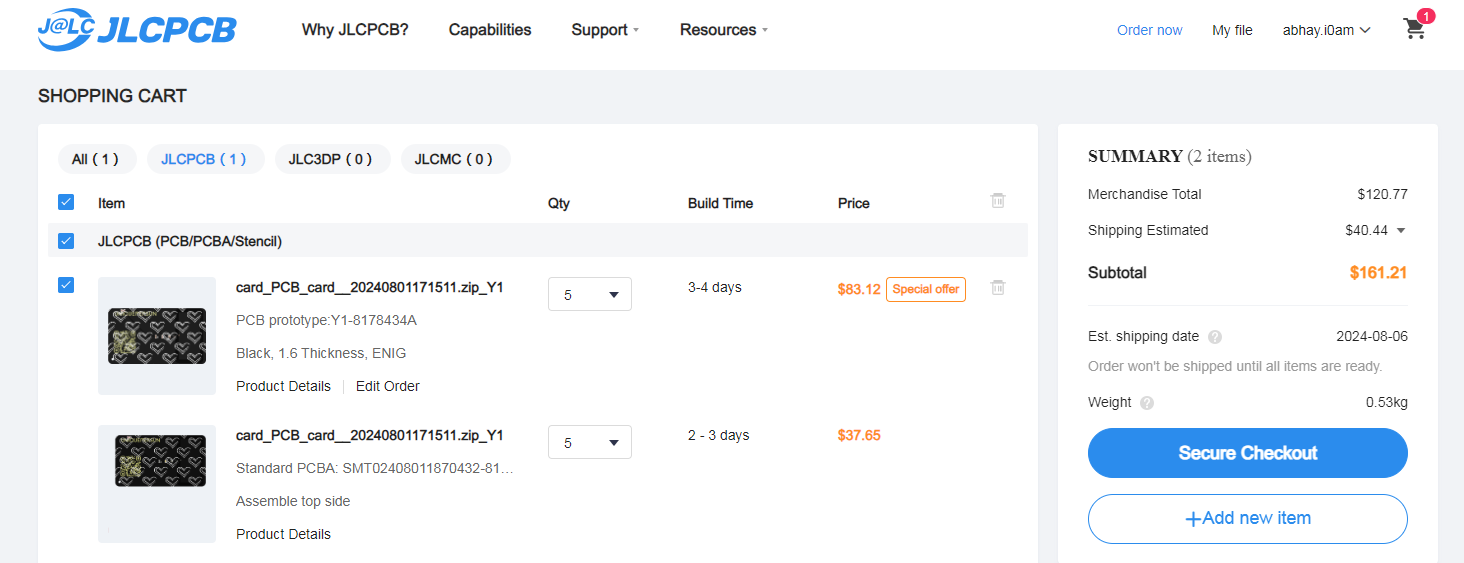 J@LC JLCPCB
Why JLCPCB? Capabilities Support Resources Order now My file abhay.i0am 1
SHOPPING CART
All ( 1 ) JLCPCB ( 1 ) JLC3DP ( 0 ) JLCMC ( 0 )
Item Qty Build Time Price
JLCPCB (PCB/PCBA/Stencil)
card_PCB_card__20240801171511.zip_Y1 5 3-4 days $83.12 Special offer
PCB prototype:Y1-8178434A
Black, 1.6 Thickness, ENIG
Product Details Edit Order
card_PCB_card__20240801171511.zip_Y1 5 2 - 3 days $37.65
Standard PCBA: SMT02408011870432-81...
Assemble top side
Product Details
SUMMARY (2 items)
Merchandise Total $120.77
Shipping Estimated $40.44
Subtotal $161.21
Est. shipping date ? 2024-08-06
Order won't be shipped until all items are ready.
Weight ? 0.53kg
Secure Checkout
+Add new item